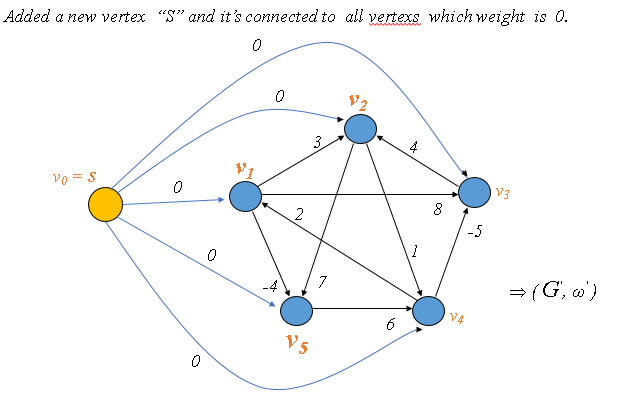 Added a new vertex “S” and it’s connected to all vertexs which weight is 0.
0
0
v2
3
4
v1
v0 = s
0
v3
8
2
-5
0
1
-4
7
⇒ ( G', ω' )
6
v4
v5
0